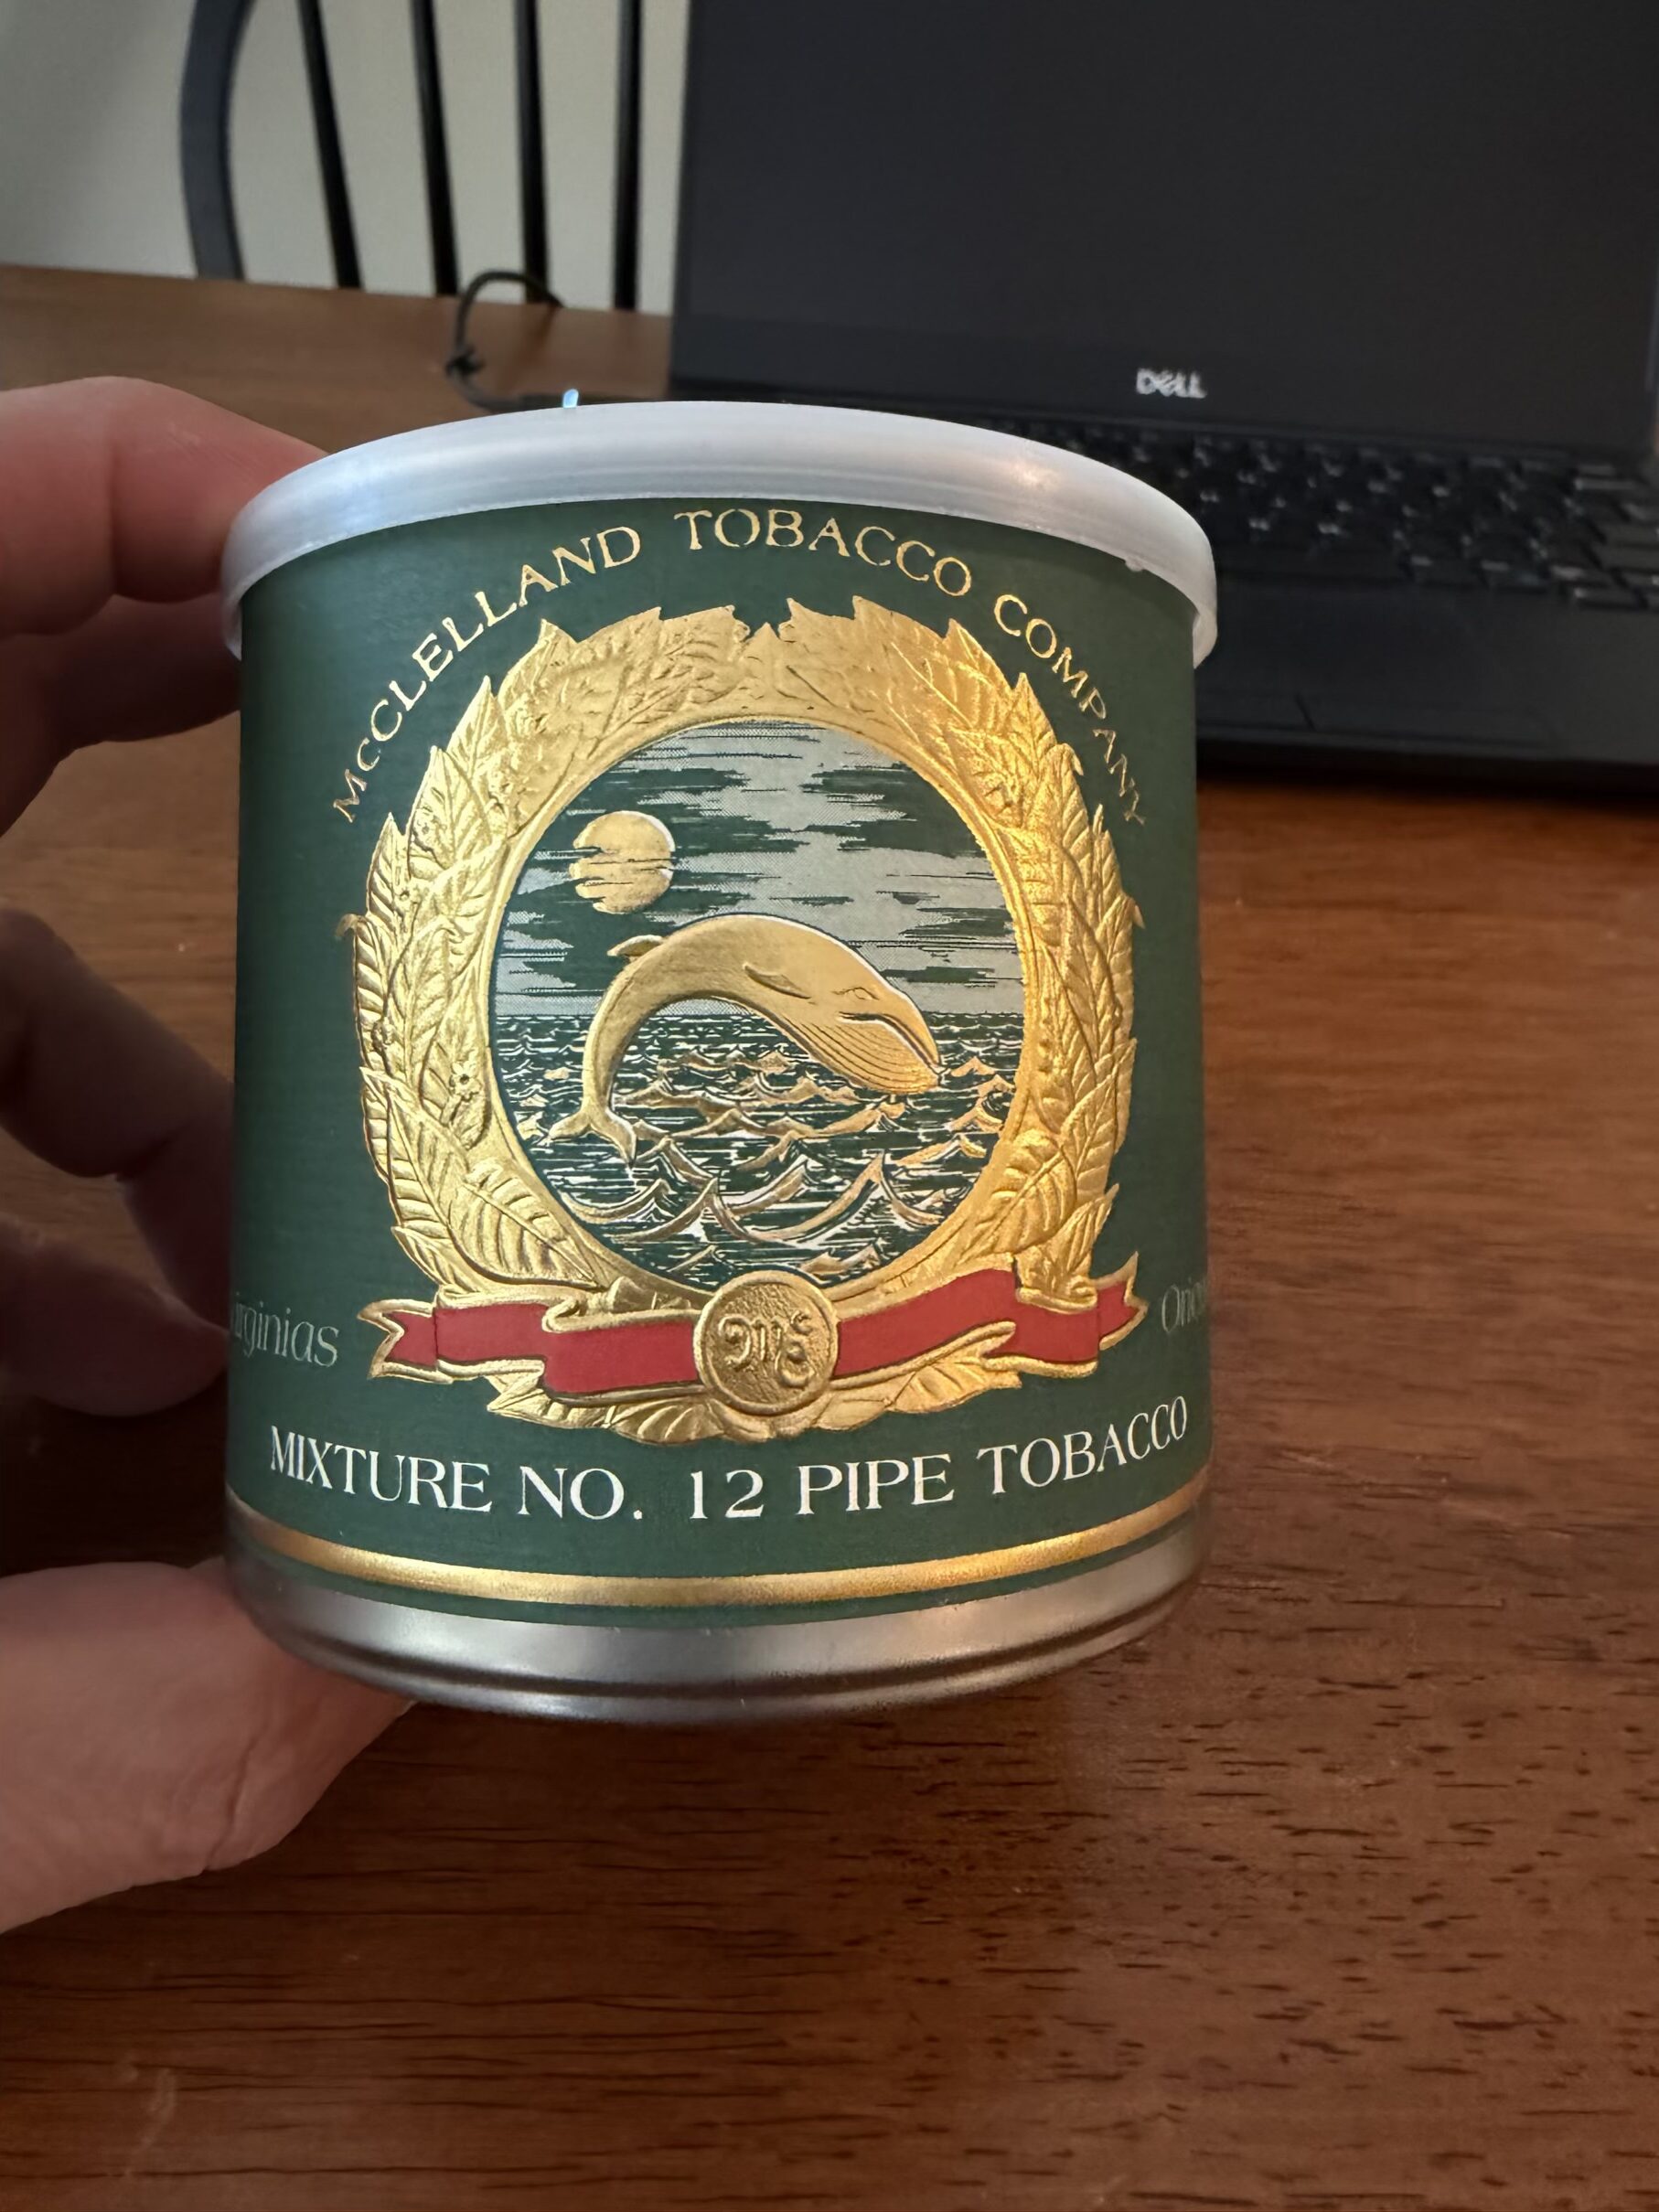 DELL
McCLELLAND TOBACCO COMPANY
MIXTURE NO. 12 PIPE TOBACCO